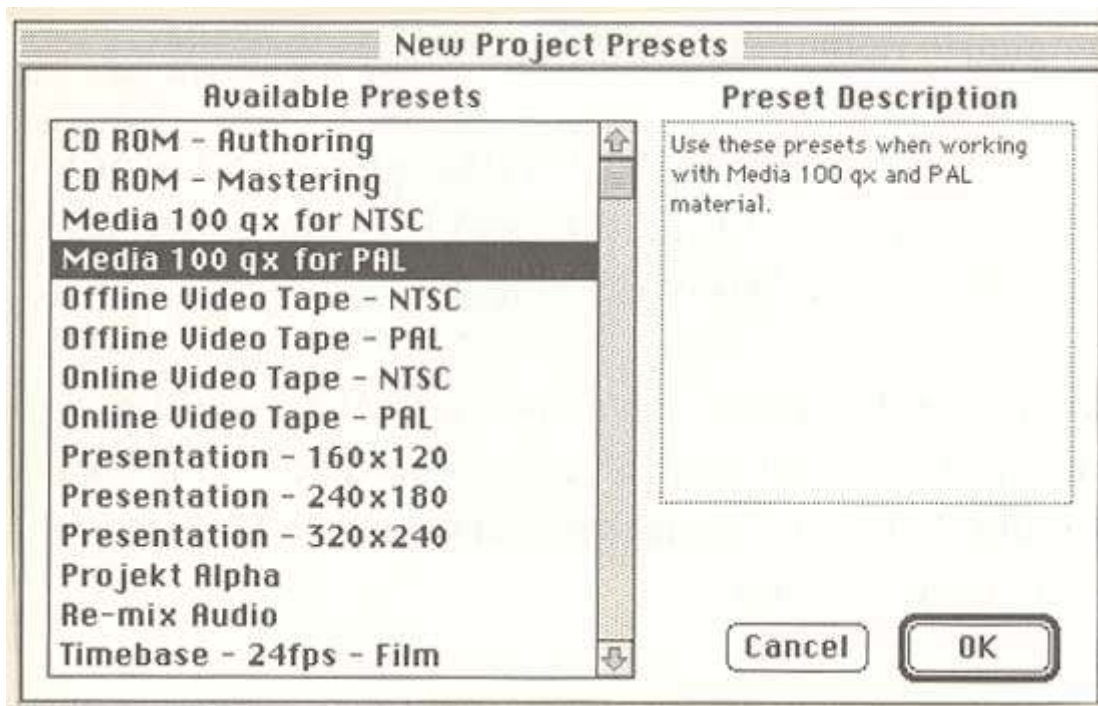 New Project Presets
Available Presets
CD ROM - Authoring
CD ROM - Mastering
Media 100 qx for NTSC
Media 100 qx for PAL
Offline Video Tape - NTSC
Offline Video Tape - PAL
Online Video Tape - NTSC
Online Video Tape - PAL
Presentation - 160x120
Presentation - 240x180
Presentation - 320x240
Projekt Alpha
Re-mix Audio
Timebase - 24fps - Film
Preset Description
Use these presets when working
with Media 100 qx and PAL
material.
Cancel
OK